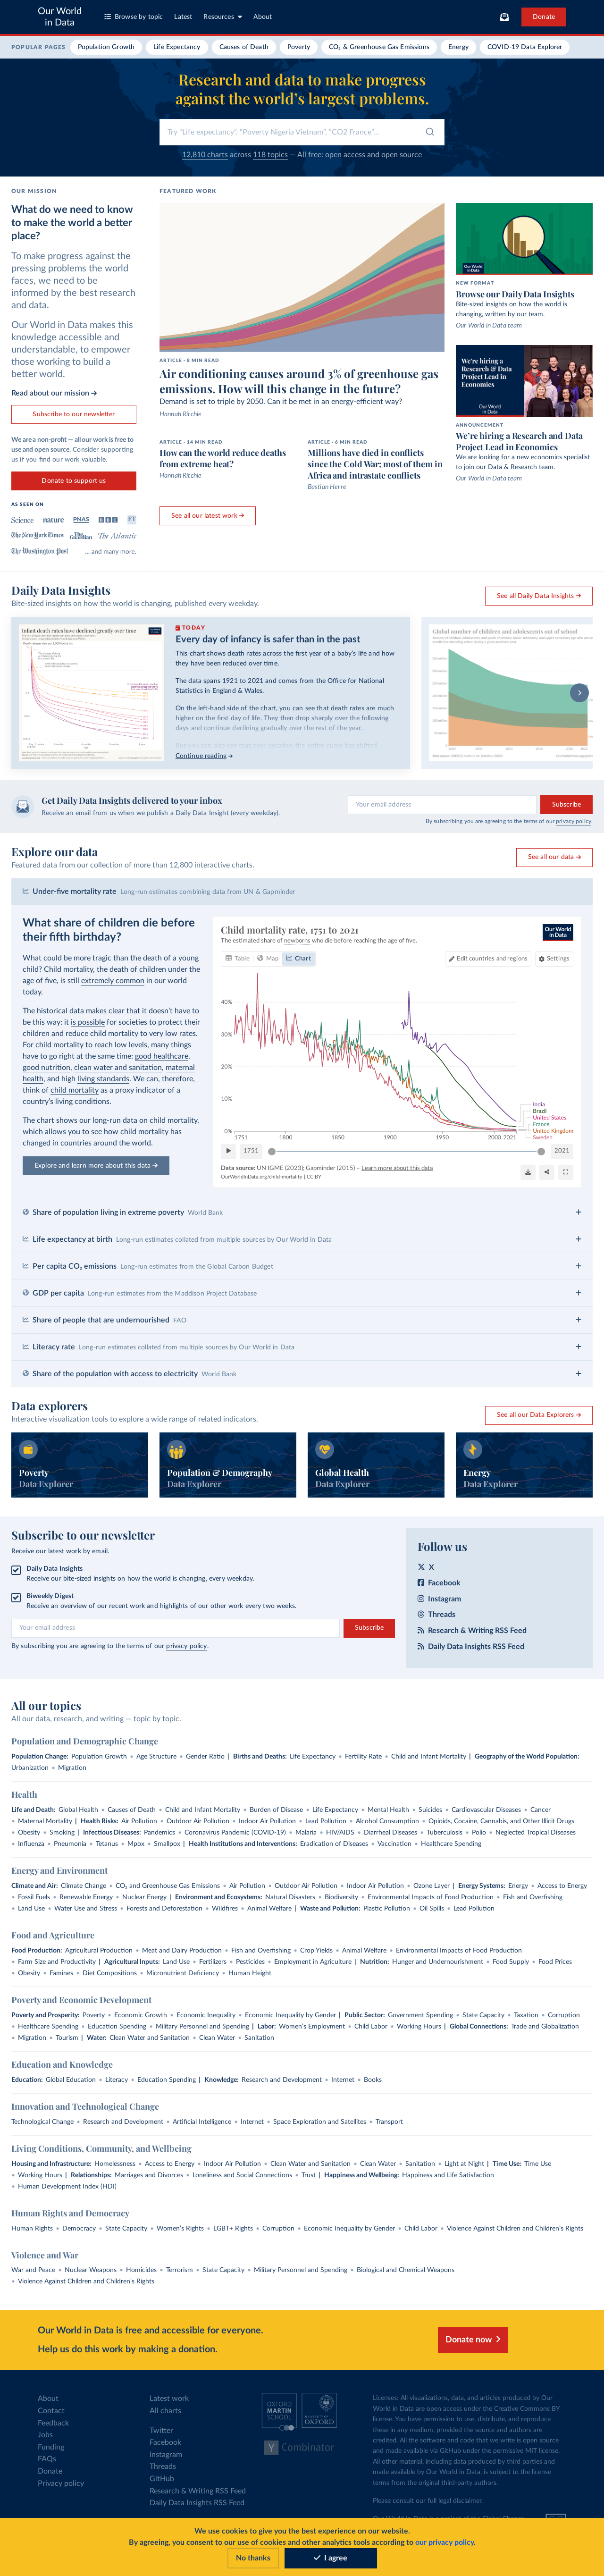 Our World
in Data
Browse by topic
Latest
Resources
About
Donate
POPULAR PAGES
Population Growth
Life Expectancy
Causes of Death
Poverty
CO₂ & Greenhouse Gas Emissions
Energy
COVID-19 Data Explorer
Research and data to make progress
against the world's largest problems.
Try "Life expectancy", "Poverty Nigeria Vietnam", "CO2 France"...
12,810 charts across 118 topics — All free: open access and open source
OUR MISSION
What do we need to know
to make the world a better
place?
To make progress against the
pressing problems the world
faces, we need to be
informed by the best research
and data.
Our World in Data makes this
knowledge accessible and
understandable, to empower
those working to build a
better world.
Read about our mission →
Subscribe to our newsletter
We are a non-profit — all our work is free to
use and open source. Consider supporting
us if you find our work valuable.
Donate to support us
AS SEEN ON
Science
nature
PNAS
BBC
FT
The New York Times
The Guardian
The Atlantic
The Washington Post
... and many more.
FEATURED WORK
ARTICLE · 8 MIN READ
Air conditioning causes around 3% of greenhouse gas
emissions. How will this change in the future?
Demand is set to triple by 2050. Can it be met in an energy-efficient way?
Hannah Ritchie
ARTICLE · 14 MIN READ
How can the world reduce deaths
from extreme heat?
Hannah Ritchie
ARTICLE · 6 MIN READ
Millions have died in conflicts
since the Cold War; most of them in
Africa and intrastate conflicts
Bastian Herre
See all our latest work →
Our World
in Data
NEW FORMAT
Browse our Daily Data Insights
Bite-sized insights on how the world is
changing, written by our team.
Our World in Data team
We're hiring a
Research & Data
Project Lead in
Economics
Our World
in Data
ANNOUNCEMENT
We're hiring a Research and Data
Project Lead in Economics
We are looking for a new economics specialist
to join our Data & Research team.
Our World in Data team
Daily Data Insights
Bite-sized insights on how the world is changing, published every weekday.
See all Daily Data Insights →
Infant death rates have declined greatly over time
TODAY
Every day of infancy is safer than in the past
This chart shows death rates across the first year of a baby's life and how
they have been reduced over time.
The data spans 1921 to 2021 and comes from the Office for National
Statistics in England & Wales.
On the left-hand side of the chart, you can see that death rates are much
higher on the first day of life. They then drop sharply over the following
days and continue declining gradually over the rest of the year.
Continue reading →
Number of children and adolescents out of school
Get Daily Data Insights delivered to your inbox
Receive an email from us when we publish a Daily Data Insight (every weekday).
Your email address
Subscribe
By subscribing you are agreeing to the terms of our privacy policy.
Explore our data
Featured data from our collection of more than 12,800 interactive charts.
See all our data →
Under-five mortality rate Long-run estimates combining data from UN & Gapminder
What share of children die before
their fifth birthday?
What could be more tragic than the death of a young
child? Child mortality, the death of children under the
age of five, is still extremely common in our world
today.
The historical data makes clear that it doesn't have to
be this way: it is possible for societies to protect their
children and reduce child mortality to very low rates.
For child mortality to reach low levels, many things
have to go right at the same time: good healthcare,
good nutrition, clean water and sanitation, maternal
health, and high living standards. We can, therefore,
think of child mortality as a proxy indicator of a
country's living conditions.
The chart shows our long-run data on child mortality,
which allows you to see how child mortality has
changed in countries around the world.
Explore and learn more about this data →
Child mortality rate, 1751 to 2021
The estimated share of newborns who die before reaching the age of five.
Our World
in Data
Table
Map
Chart
Edit countries and regions
Settings
40%
30%
20%
10%
0%
1751
1800
1850
1900
1950
2000
2021
India
Brazil
United States
France
United Kingdom
Sweden
1751
2021
Data source: UN IGME (2023); Gapminder (2015) – Learn more about this data
OurWorldInData.org/child-mortality | CC BY
Share of population living in extreme poverty World Bank
Life expectancy at birth Long-run estimates collated from multiple sources by Our World in Data
Per capita CO₂ emissions Long-run estimates from the Global Carbon Budget
GDP per capita Long-run estimates from the Maddison Project Database
Share of people that are undernourished FAO
Literacy rate Long-run estimates collated from multiple sources by Our World in Data
Share of the population with access to electricity World Bank
Data explorers
Interactive visualization tools to explore a wide range of related indicators.
See all our Data Explorers →
Poverty
Data Explorer
Population & Demography
Data Explorer
Global Health
Data Explorer
Energy
Data Explorer
Subscribe to our newsletter
Receive our latest work by email.
Daily Data Insights
Receive our bite-sized insights on how the world is changing, every weekday.
Biweekly Digest
Receive an overview of our recent work and highlights of our other work every two weeks.
Your email address
Subscribe
By subscribing you are agreeing to the terms of our privacy policy.
Follow us
X
Facebook
Instagram
Threads
Research & Writing RSS Feed
Daily Data Insights RSS Feed
All our topics
All our data, research, and writing — topic by topic.
Population and Demographic Change
Population Change: Population Growth • Age Structure • Gender Ratio | Births and Deaths: Life Expectancy • Fertility Rate • Child and Infant Mortality | Geography of the World Population:
Urbanization • Migration
Health
Life and Death: Global Health • Causes of Death • Child and Infant Mortality • Burden of Disease • Life Expectancy • Mental Health • Suicides • Cardiovascular Diseases • Cancer
• Maternal Mortality | Health Risks: Air Pollution • Outdoor Air Pollution • Indoor Air Pollution • Lead Pollution • Alcohol Consumption • Opioids, Cocaine, Cannabis, and Other Illicit Drugs
• Obesity • Smoking | Infectious Diseases: Pandemics • Coronavirus Pandemic (COVID-19) • Malaria • HIV/AIDS • Diarrheal Diseases • Tuberculosis • Polio • Neglected Tropical Diseases
• Influenza • Pneumonia • Tetanus • Mpox • Smallpox | Health Institutions and Interventions: Eradication of Diseases • Vaccination • Healthcare Spending
Energy and Environment
Climate and Air: Climate Change • CO₂ and Greenhouse Gas Emissions • Air Pollution • Outdoor Air Pollution • Indoor Air Pollution • Ozone Layer | Energy Systems: Energy • Access to Energy
• Fossil Fuels • Renewable Energy • Nuclear Energy | Environment and Ecosystems: Natural Disasters • Biodiversity • Environmental Impacts of Food Production • Fish and Overfishing
• Land Use • Water Use and Stress • Forests and Deforestation • Wildfires • Animal Welfare | Waste and Pollution: Plastic Pollution • Oil Spills • Lead Pollution
Food and Agriculture
Food Production: Agricultural Production • Meat and Dairy Production • Fish and Overfishing • Crop Yields • Animal Welfare • Environmental Impacts of Food Production
• Farm Size and Productivity | Agricultural Inputs: Land Use • Fertilizers • Pesticides • Employment in Agriculture | Nutrition: Hunger and Undernourishment • Food Supply • Food Prices
• Obesity • Famines • Diet Compositions • Micronutrient Deficiency • Human Height
Poverty and Economic Development
Poverty and Prosperity: Poverty • Economic Growth • Economic Inequality • Economic Inequality by Gender | Public Sector: Government Spending • State Capacity • Taxation • Corruption
• Healthcare Spending • Education Spending • Military Personnel and Spending | Labor: Women's Employment • Child Labor • Working Hours | Global Connections: Trade and Globalization
• Migration • Tourism | Water: Clean Water and Sanitation • Clean Water • Sanitation
Education and Knowledge
Education: Global Education • Literacy • Education Spending | Knowledge: Research and Development • Internet • Books
Innovation and Technological Change
Technological Change • Research and Development • Artificial Intelligence • Internet • Space Exploration and Satellites • Transport
Living Conditions, Community, and Wellbeing
Housing and Infrastructure: Homelessness • Access to Energy • Indoor Air Pollution • Clean Water and Sanitation • Clean Water • Sanitation • Light at Night | Time Use: Time Use
• Working Hours | Relationships: Marriages and Divorces • Loneliness and Social Connections • Trust | Happiness and Wellbeing: Happiness and Life Satisfaction
• Human Development Index (HDI)
Human Rights and Democracy
Human Rights • Democracy • State Capacity • Women's Rights • LGBT+ Rights • Corruption • Economic Inequality by Gender • Child Labor • Violence Against Children and Children's Rights
Violence and War
War and Peace • Nuclear Weapons • Homicides • Terrorism • State Capacity • Military Personnel and Spending • Biological and Chemical Weapons
• Violence Against Children and Children's Rights
Our World in Data is free and accessible for everyone.
Help us do this work by making a donation.
Donate now
About
Contact
Feedback
Jobs
Funding
FAQs
Donate
Privacy policy
Latest work
All charts
Twitter
Facebook
Instagram
Threads
GitHub
Research & Writing RSS Feed
Daily Data Insights RSS Feed
OXFORD
MARTIN
SCHOOL
UNIVERSITY OF
OXFORD
Y Combinator
Licenses: All visualizations, data, and articles produced by Our
World in Data are open access under the Creative Commons BY
license. You have permission to use, distribute, and reproduce
these in any medium, provided the source and authors are
credited. All the software and code that we write is open source
and made available via GitHub under the permissive MIT license.
All other material, including data produced by third parties and
made available by Our World in Data, is subject to the license
terms from the original third-party authors.
Please consult our full legal disclaimer.
We use cookies to give you the best experience on our website.
By agreeing, you consent to our use of cookies and other analytics tools according to our privacy policy.
No thanks
I agree